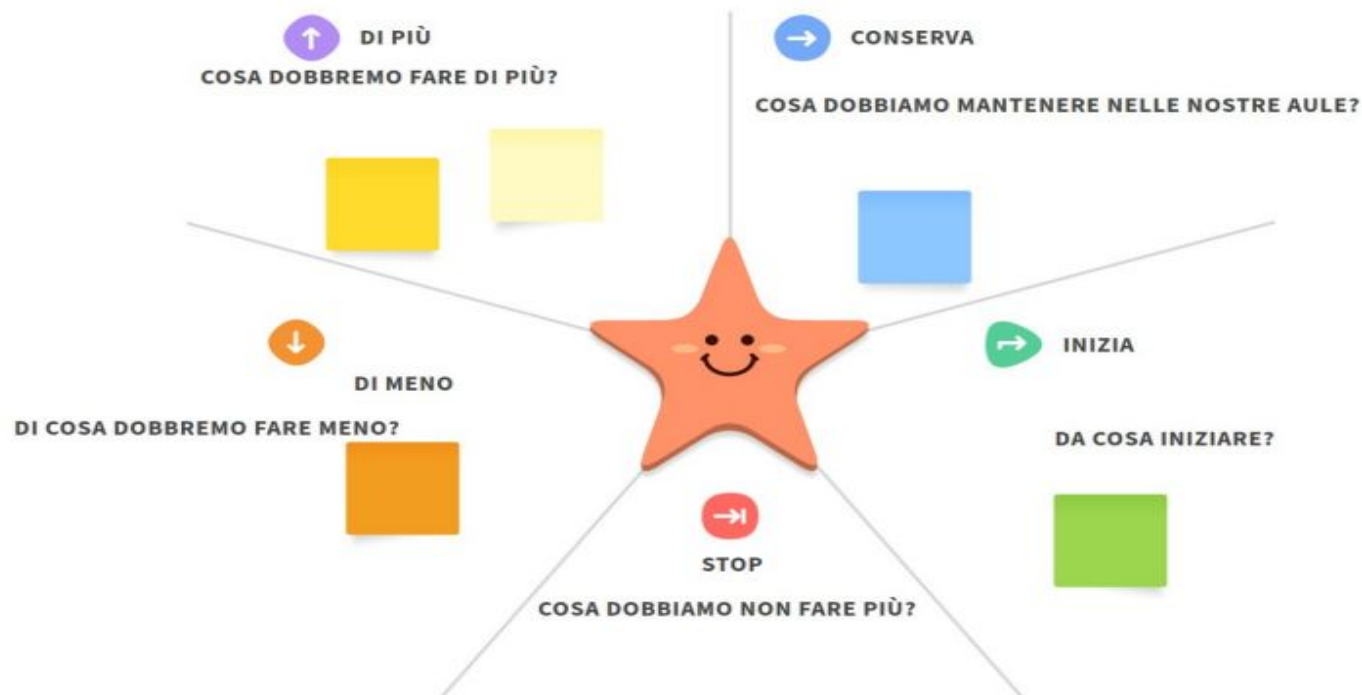 DI PIÙ
COSA DOBBREMO FARE DI PIÙ?
CONSERVA
COSA DOBBIAMO MANTENERE NELLE NOSTRE AULE?
DI MENO
DI COSA DOBBREMO FARE MENO?
INIZIA
DA COSA INIZIARE?
STOP
COSA DOBBIAMO NON FARE PIÙ?